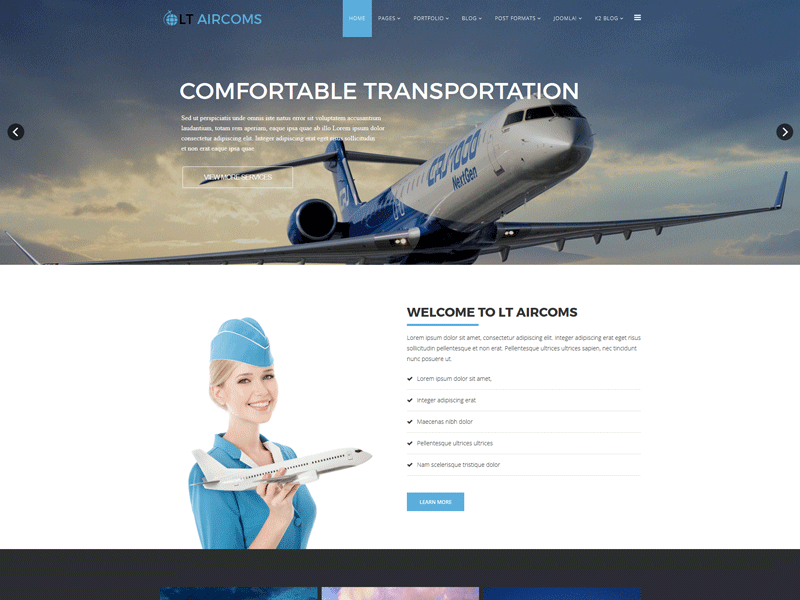 LT AIRCOMS
HOME PAGES PORTFOLIO BLOG POST FORMATS JOOMLA! K2 BLOG
COMFORTABLE TRANSPORTATION
Sed ut perspiciatis unde omnis iste natus error sit voluptatem accusantium
laudantium, totam rem aperiam, eaque ipsa quae ab illo Lorem ipsum dolor
consectetur adipiscing elit. Integer adipiscing erat eget risus sollicitudin
et non erat eaque ipsa quae
VIEW MORE SERVICES
CRJ1000
NextGen
CRJ
WELCOME TO LT AIRCOMS
Lorem ipsum dolor sit amet, consectetur adipiscing elit. Integer adipiscing erat eget risus
sollicitudin pellentesque et non erat. Pellentesque ultrices ultrices sapien, nec tincidunt
nunc posuere ut.
Lorem ipsum dolor sit amet,
Integer adipiscing erat
Maecenas nibh dolor
Pellentesque ultrices ultrices
Nam scelerisque tristique dolor
LEARN MORE